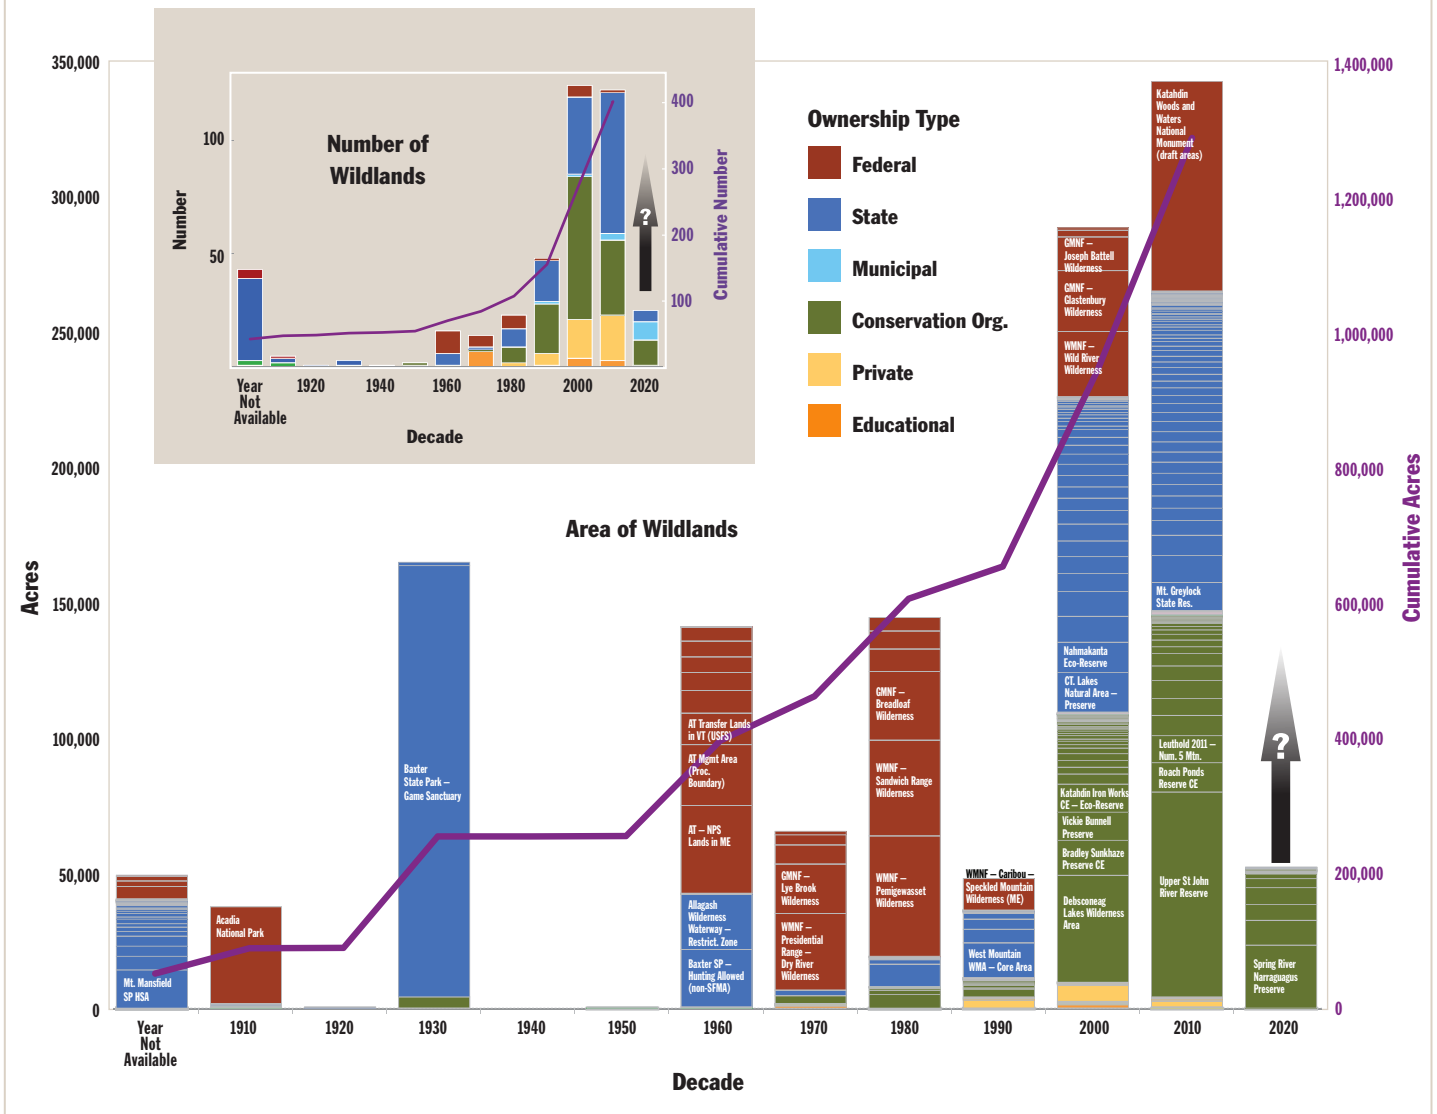 350,000
300,000
250,000
200,000
150,000
100,000
50,000
0
Acres
1,400,000
1,200,000
1,000,000
800,000
600,000
400,000
200,000
0
Cumulative Acres
Number of
Wildlands
100
50
Number
400
300
200
100
Cumulative Number
?
Year
Not
Available
1920
1940
1960
1980
2000
2020
Decade
Ownership Type
Federal
State
Municipal
Conservation Org.
Private
Educational
Area of Wildlands
Mt. Mansfield
SP HSA
Acadia
National Park
Baxter
State Park –
Game Sanctuary
AT Transfer Lands
in VT (USFS)
AT Mgmt Area
(Proc.
Boundary)
AT – NPS
Lands in ME
Allagash
Wilderness
Waterway –
Restrict. Zone
Baxter SP –
Hunting Allowed
(non-SFMA)
GMNF –
Lye Brook
Wilderness
WMNF –
Presidential
Range –
Dry River
Wilderness
GMNF –
Breadloaf
Wilderness
WMNF –
Sandwich Range
Wilderness
WMNF –
Pemigewasset
Wilderness
WMNF – Caribou –
Speckled Mountain
Wilderness (ME)
West Mountain
WMA – Core Area
GMNF –
Joseph Battell
Wilderness
GMNF –
Glastenbury
Wilderness
WMNF –
Wild River
Wilderness
Nahmakanta
Eco-Reserve
CT. Lakes
Natural Area –
Preserve
Katahdin Iron Works
CE – Eco-Reserve
Vickie Bunnell
Preserve
Bradley Sunkhaze
Preserve CE
Debsconeag
Lakes Wilderness
Area
Katahdin
Woods and
Waters
National
Monument
(draft areas)
Mt. Greylock
State Res.
Leuthold 2011 –
Num. 5 Mtn.
Roach Ponds
Reserve CE
Upper St John
River Reserve
?
Spring River
Narraguagus
Preserve
Year
Not
Available
1910
1920
1930
1940
1950
1960
1970
1980
1990
2000
2010
2020
Decade